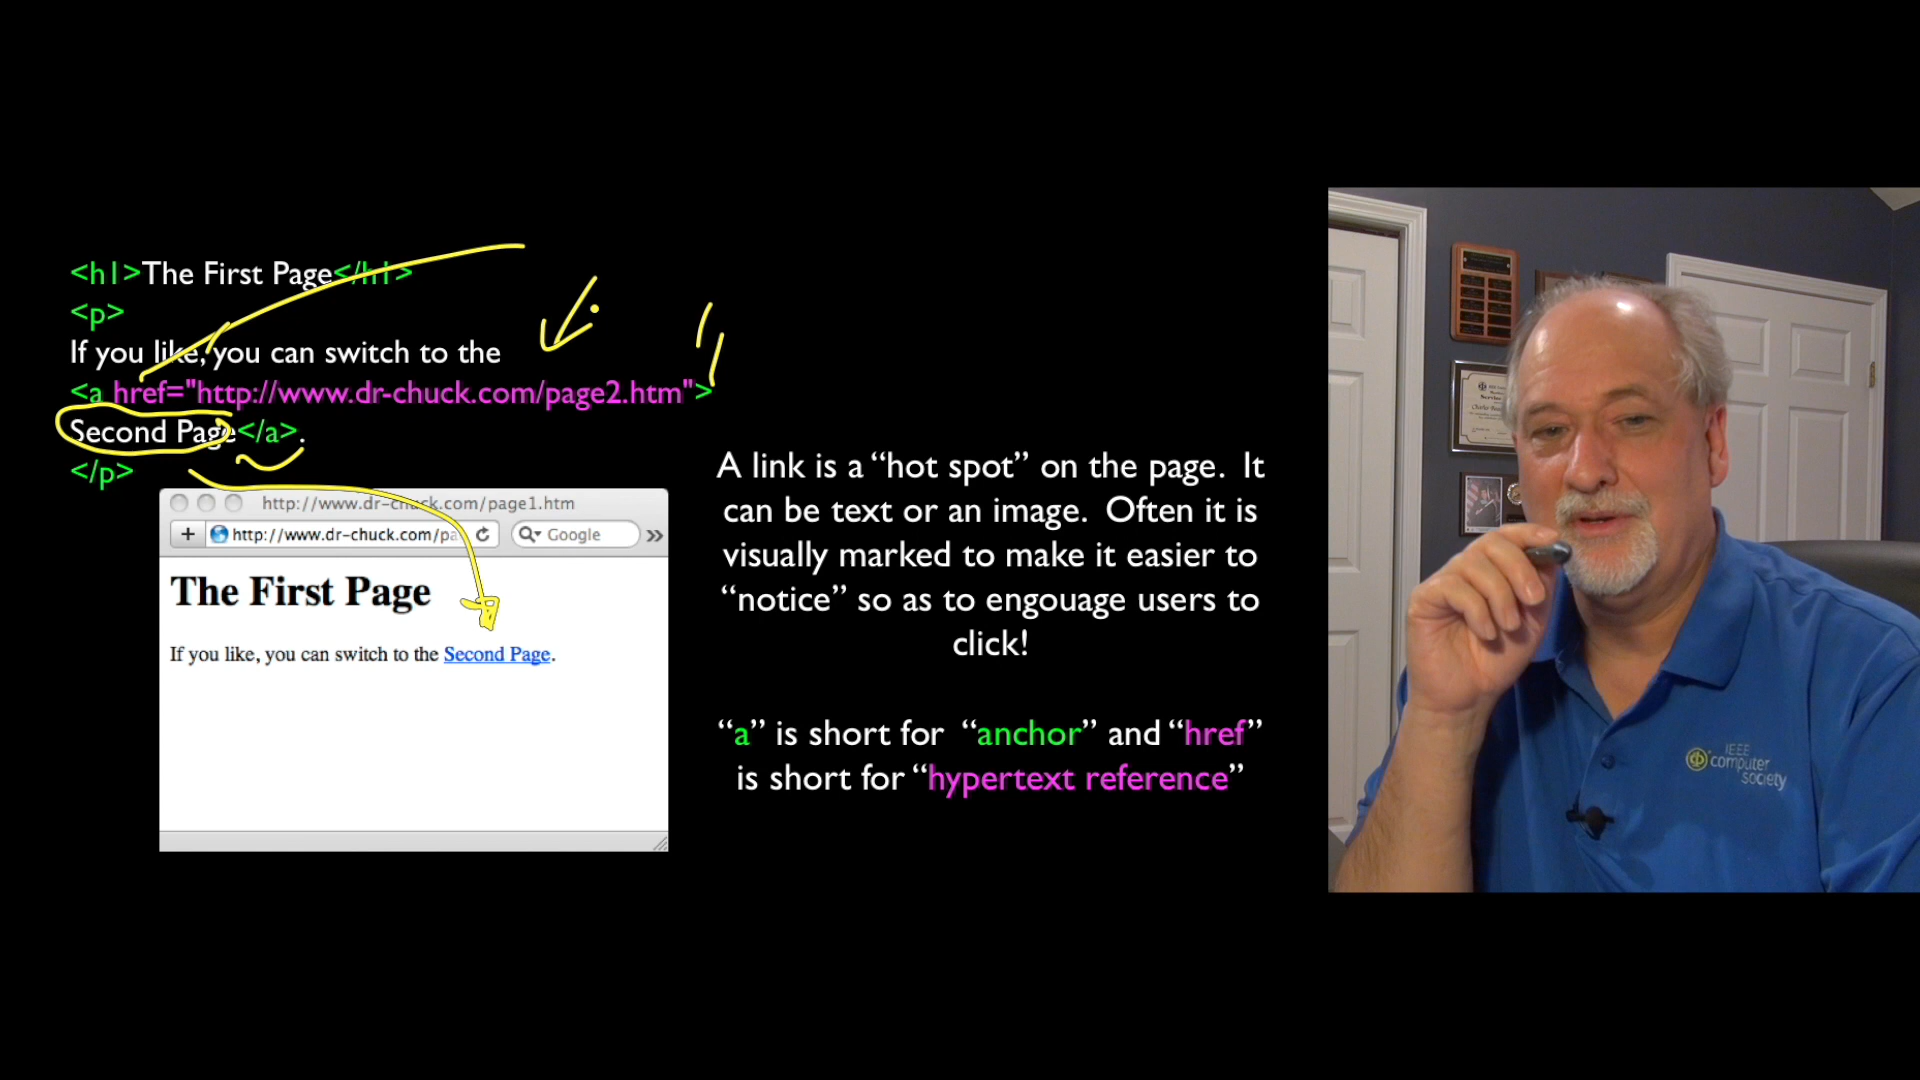 <h1>The First Page</h1>
<p>
If you like, you can switch to the
<a href="http://www.dr-chuck.com/page2.htm">
Second Page</a>.
</p>
http://www.dr-chuck.com/page1.htm
http://www.dr-chuck.com/pa
Google
The First Page
If you like, you can switch to the Second Page.
A link is a “hot spot” on the page. It
can be text or an image. Often it is
visually marked to make it easier to
“notice” so as to engouage users to
click!
“a” is short for “anchor” and “href”
is short for “hypertext reference”
IEEE
computer
society